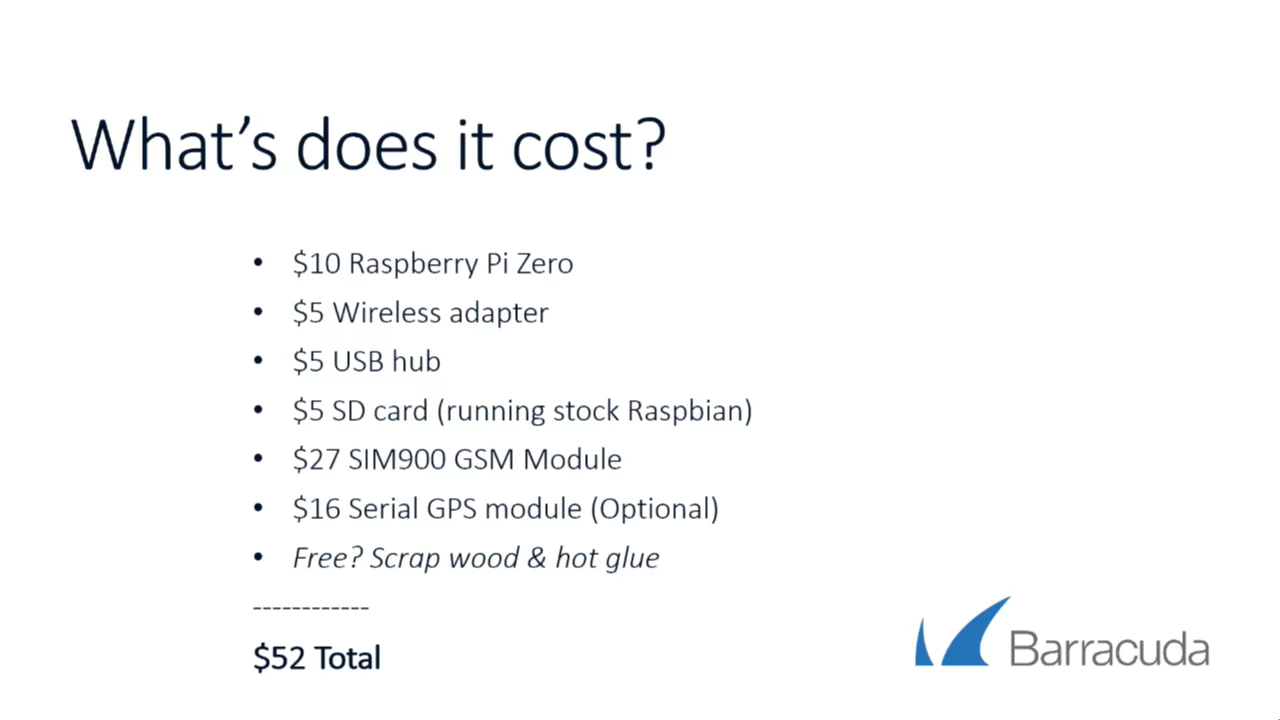 What's does it cost?
• $10 Raspberry Pi Zero
• $5 Wireless adapter
• $5 USB hub
• $5 SD card (running stock Raspbian)
• $27 SIM900 GSM Module
• $16 Serial GPS module (Optional)
• Free? Scrap wood & hot glue
------------
$52 Total
Barracuda